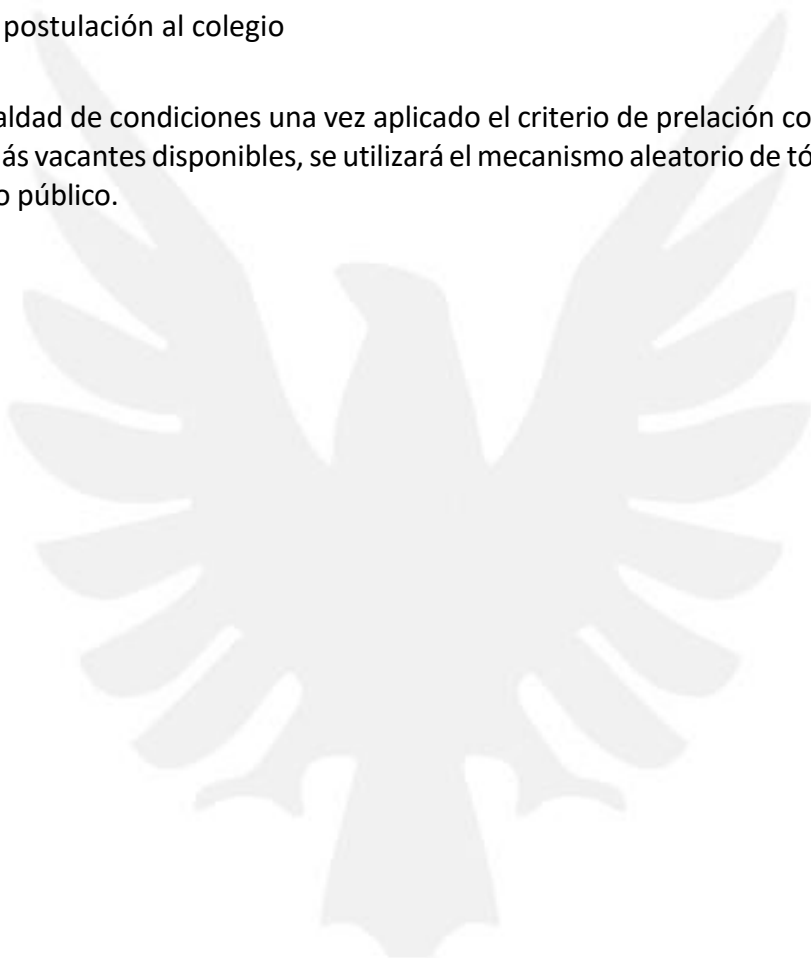 postulación al colegio
aldad de condiciones una vez aplicado el criterio de prelación co
ás vacantes disponibles, se utilizará el mecanismo aleatorio de tó
o público.